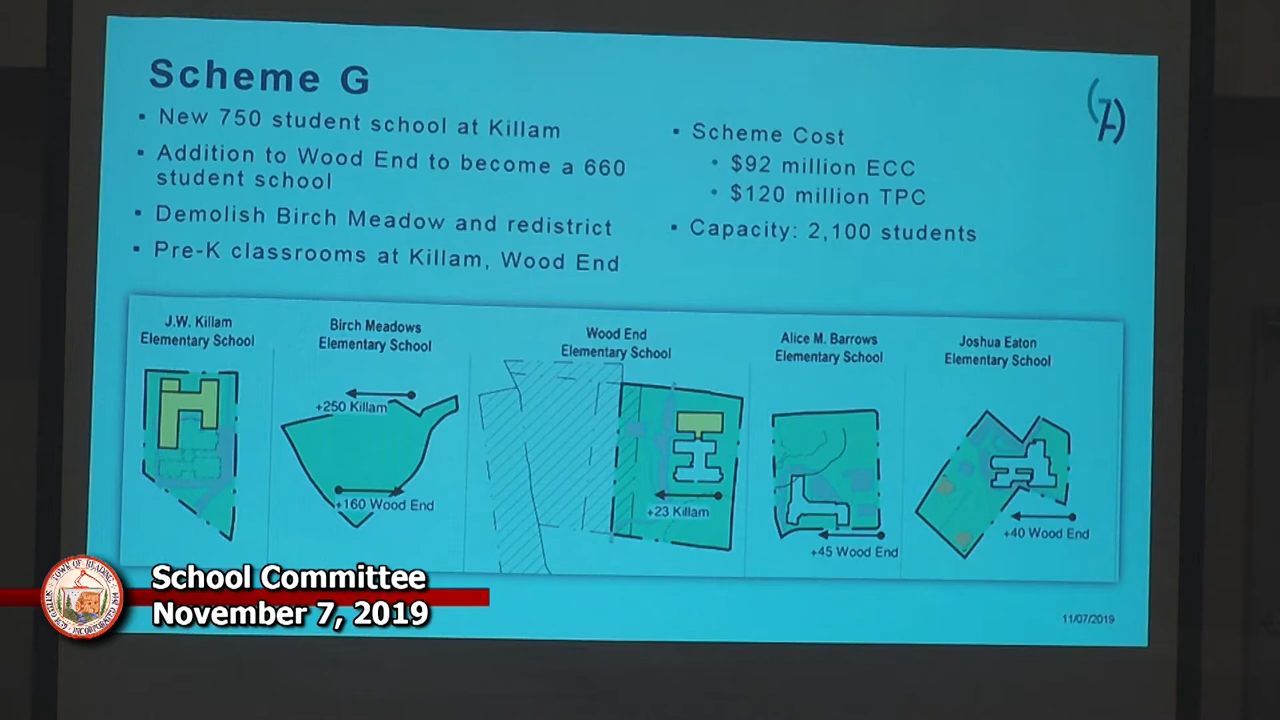 Scheme G
▪ New 750 student school at Killam
▪ Addition to Wood End to become a 660
student school
▪ Demolish Birch Meadow and redistrict
▪ Pre-K classrooms at Killam, Wood End
▪ Scheme Cost
• $92 million ECC
• $120 million TPC
▪ Capacity: 2,100 students
J.W. Killam
Elementary School
Birch Meadows
Elementary School
Wood End
Elementary School
Alice M. Barrows
Elementary School
Joshua Eaton
Elementary School
+250 Killam
+160 Wood End
+23 Killam
+45 Wood End
+40 Wood End
School Committee
November 7, 2019
TOWN OF READING
11/07/2019